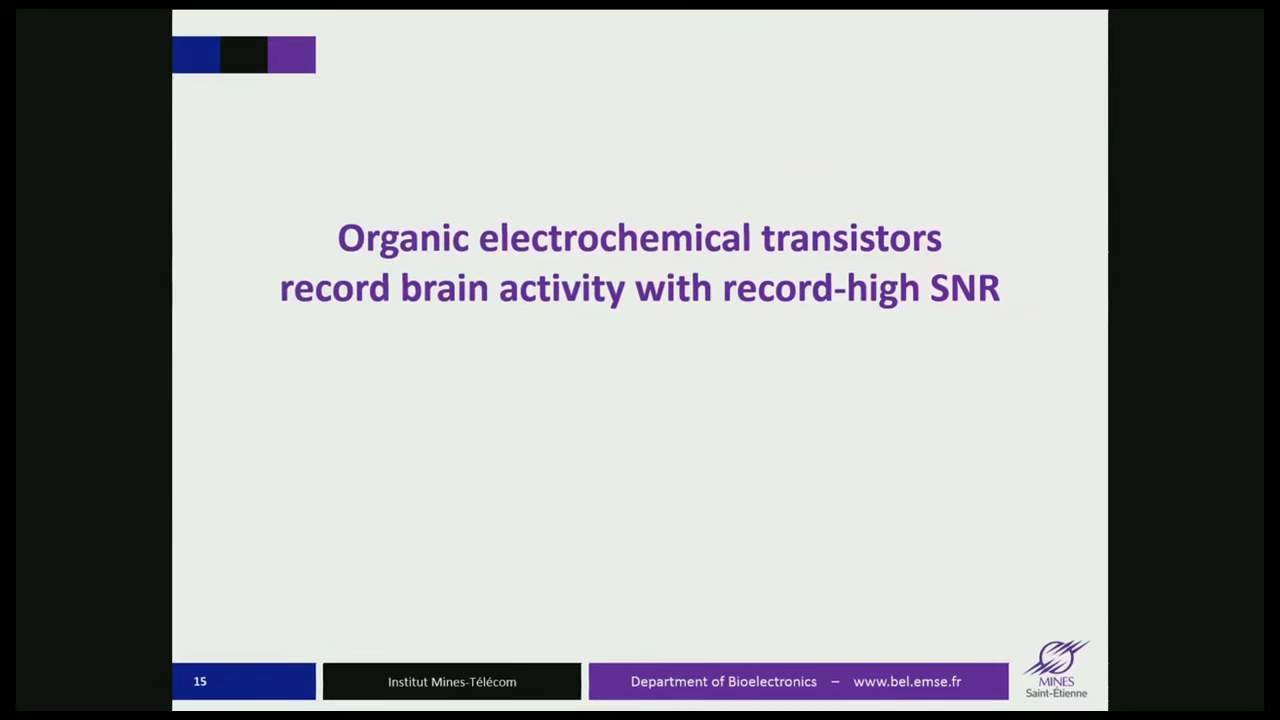 Organic electrochemical transistors
record brain activity with record-high SNR
15
Institut Mines-Télécom
Department of Bioelectronics – www.bel.emse.fr
MINES
Saint-Étienne